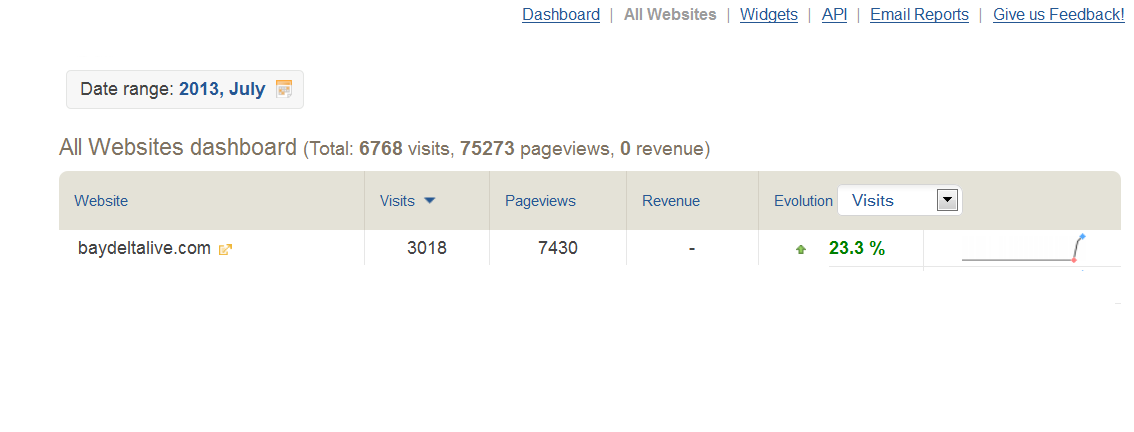 Dashboard | All Websites | Widgets | API | Email Reports | Give us Feedback!
Date range: 2013, July
All Websites dashboard (Total: 6768 visits, 75273 pageviews, 0 revenue)
Website Visits Pageviews Revenue Evolution Visits
baydeltalive.com 3018 7430 - 23.3 %